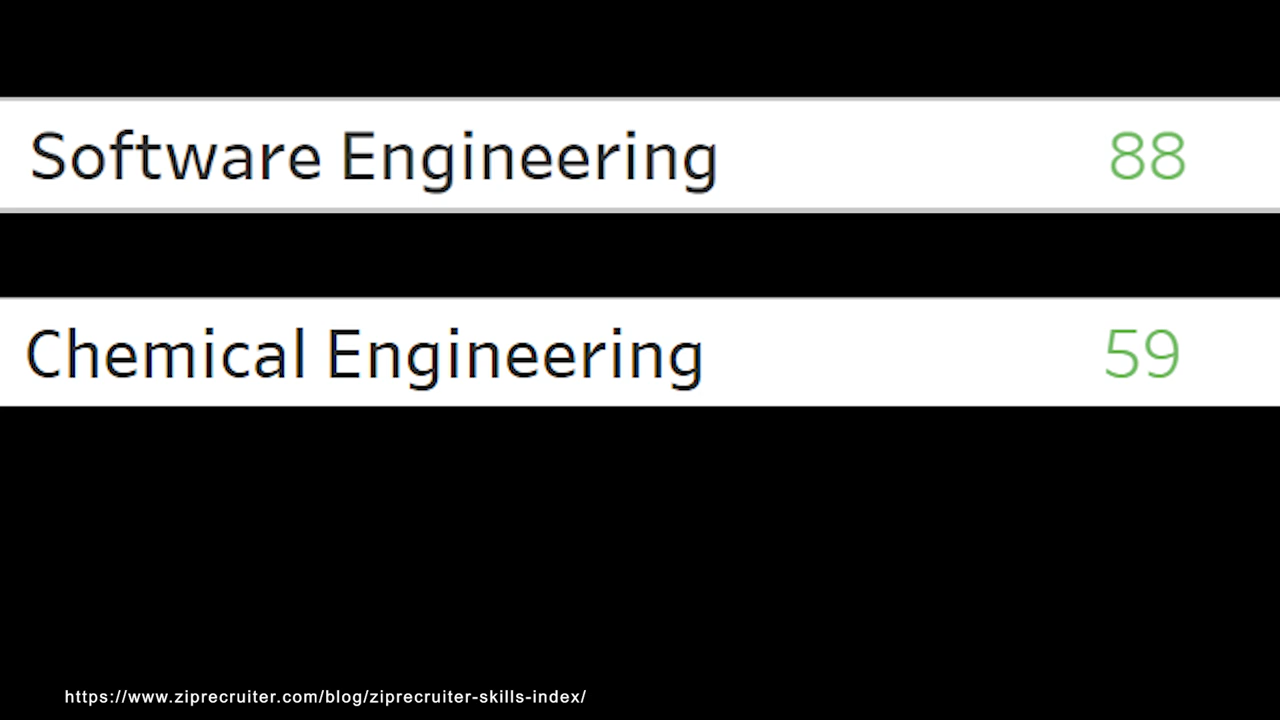 Software Engineering 88
Chemical Engineering 59
https://www.ziprecruiter.com/blog/ziprecruiter-skills-index/